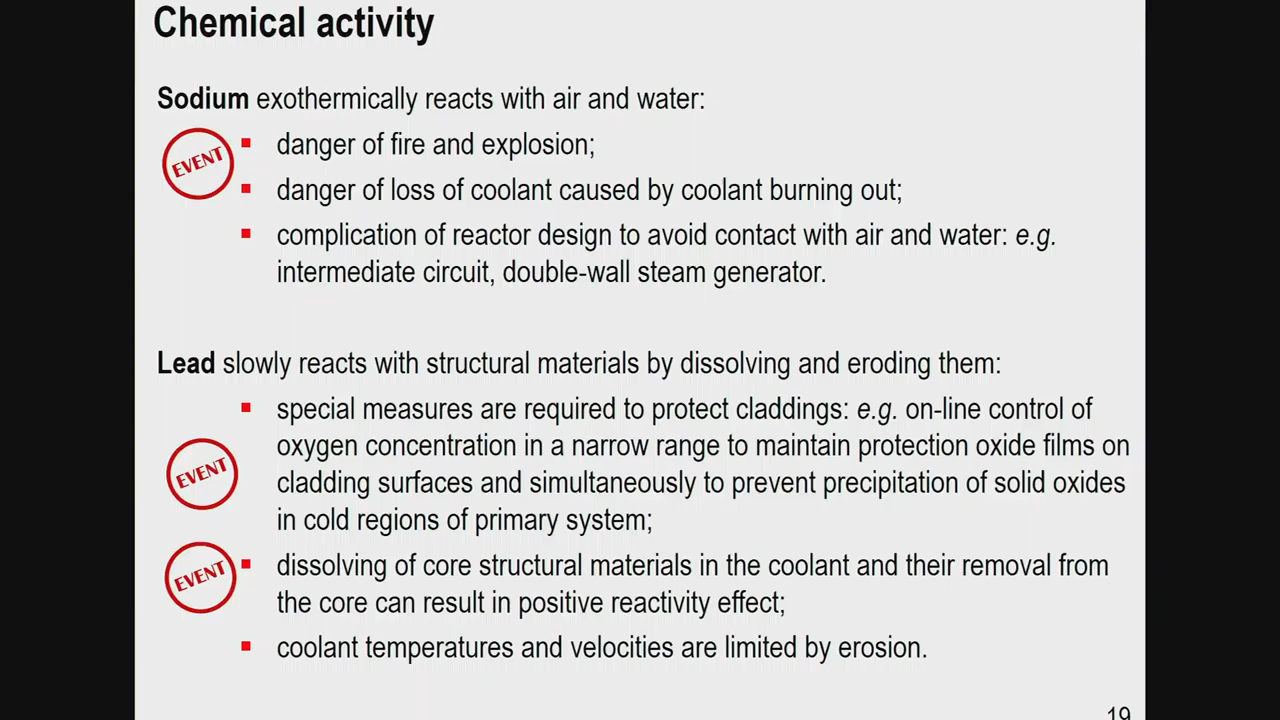 Chemical activity
Sodium exothermically reacts with air and water:
EVENT
danger of fire and explosion;
danger of loss of coolant caused by coolant burning out;
complication of reactor design to avoid contact with air and water: e.g.
intermediate circuit, double-wall steam generator.
Lead slowly reacts with structural materials by dissolving and eroding them:
special measures are required to protect claddings: e.g. on-line control of
oxygen concentration in a narrow range to maintain protection oxide films on
EVENT
cladding surfaces and simultaneously to prevent precipitation of solid oxides
in cold regions of primary system;
EVENT
dissolving of core structural materials in the coolant and their removal from
the core can result in positive reactivity effect;
coolant temperatures and velocities are limited by erosion.
19